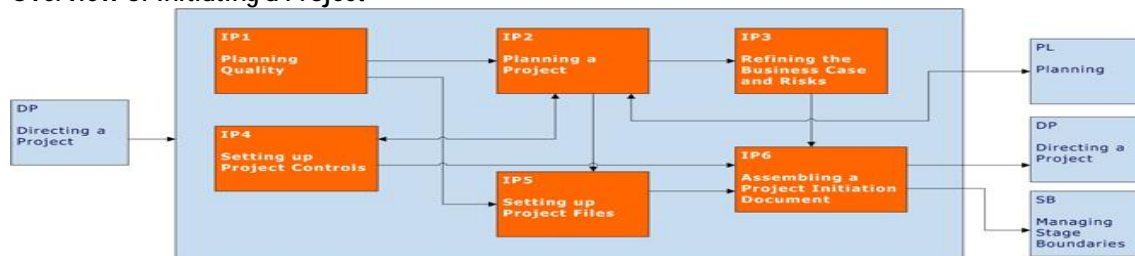 Overview of Initiating a Project
IP1
Planning
Quality
IP2
Planning a
Project
IP3
Refining the
Business Case
and Risks
PL
Planning
DP
Directing a
Project
IP4
Setting up
Project Controls
IP5
Setting up
Project Files
IP6
Assembling a
Project Initiation
Document
DP
Directing a
Project
SB
Managing
Stage
Boundaries